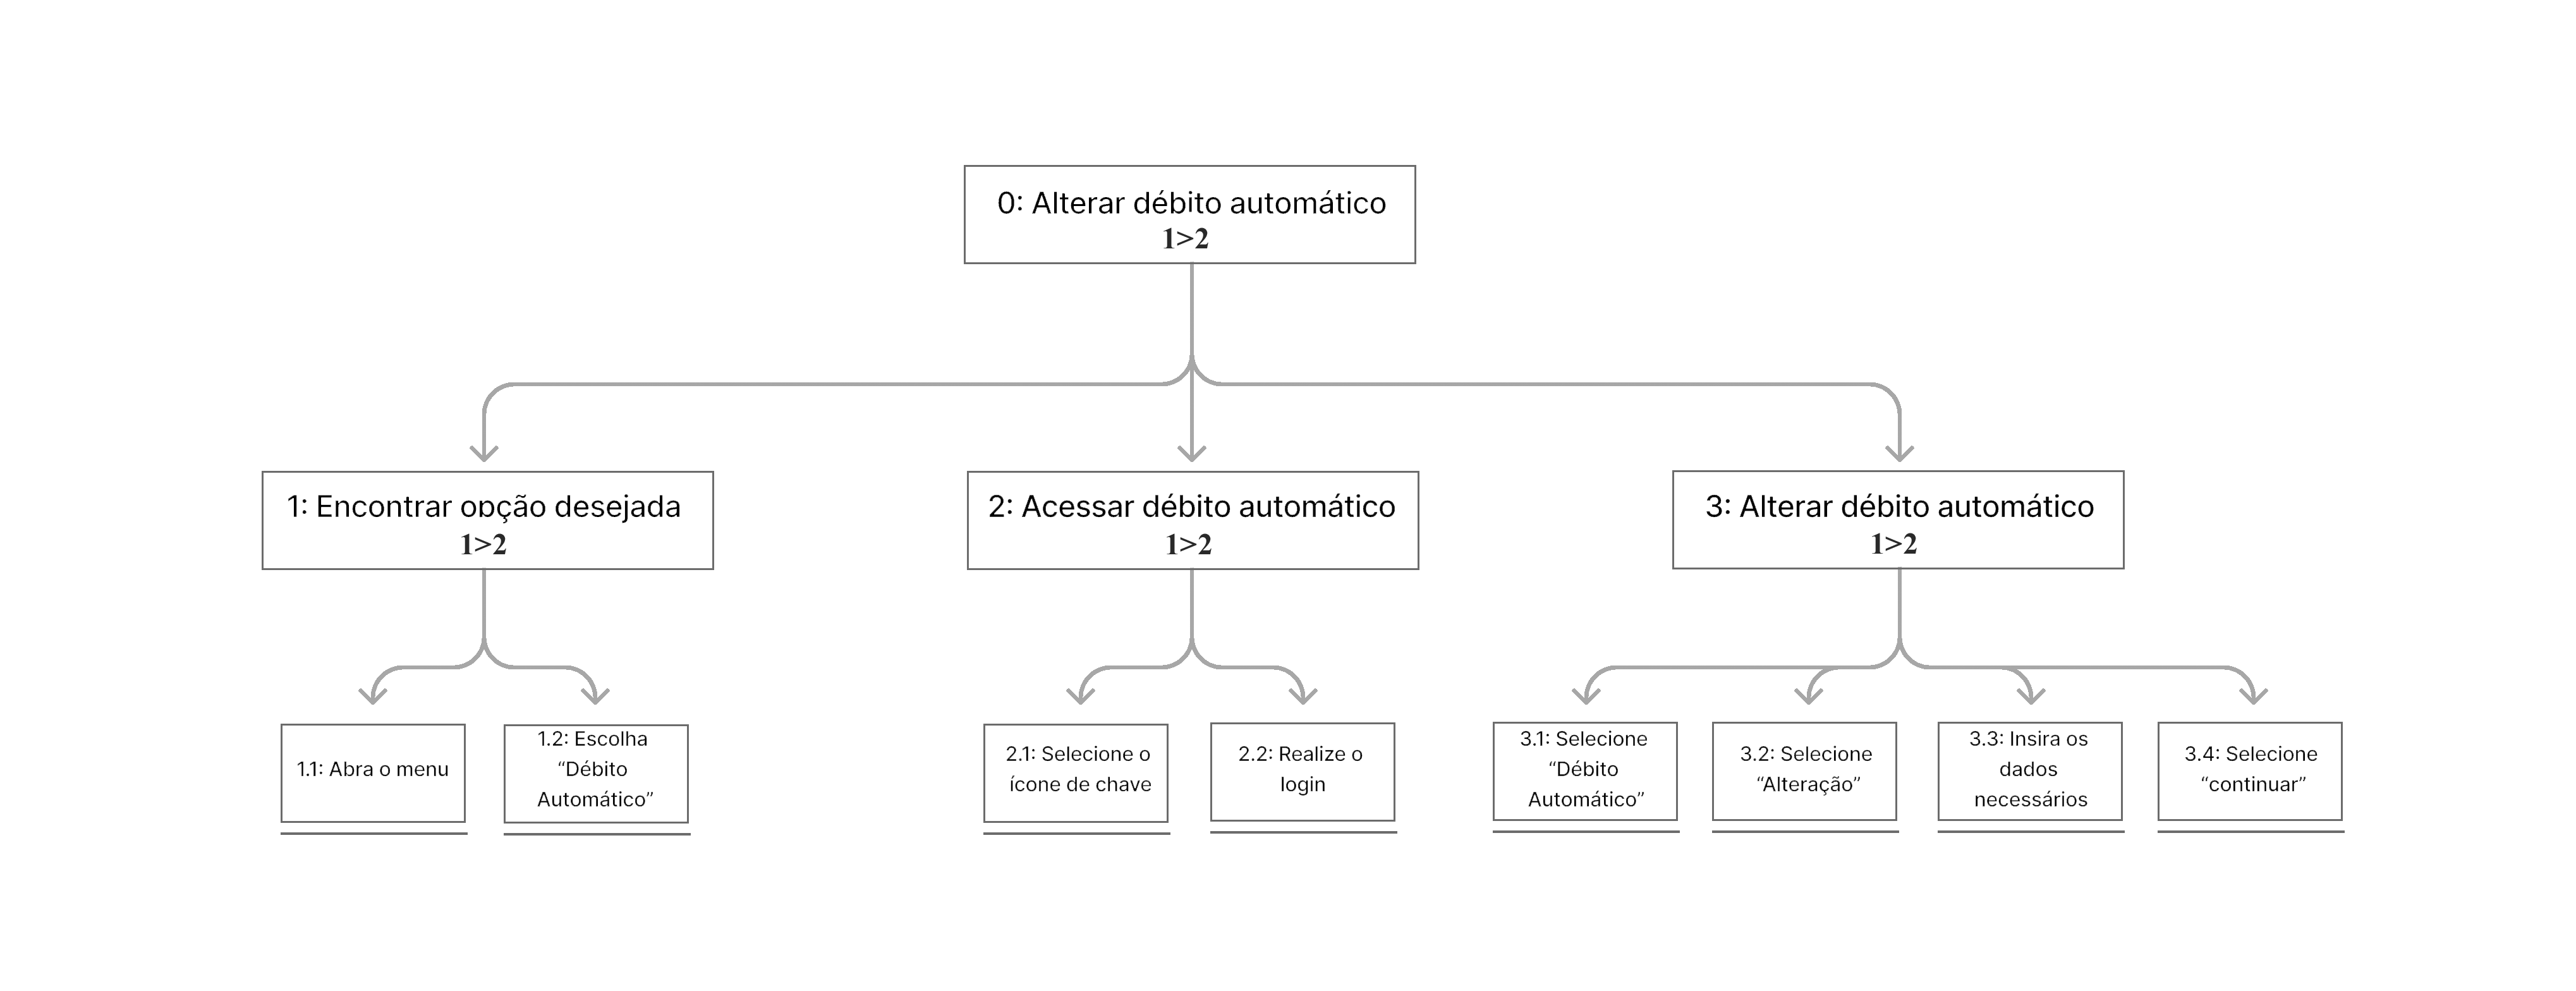 0: Alterar débito automático
1>2
1: Encontrar opção desejada
1>2
2: Acessar débito automático
1>2
3: Alterar débito automático
1>2
1.1: Abra o menu
1.2: Escolha
“Débito
Automático”
2.1: Selecione o
ícone de chave
2.2: Realize o
login
3.1: Selecione
“Débito
Automático”
3.2: Selecione
“Alteração”
3.3: Insira os
dados
necessários
3.4: Selecione
“continuar”